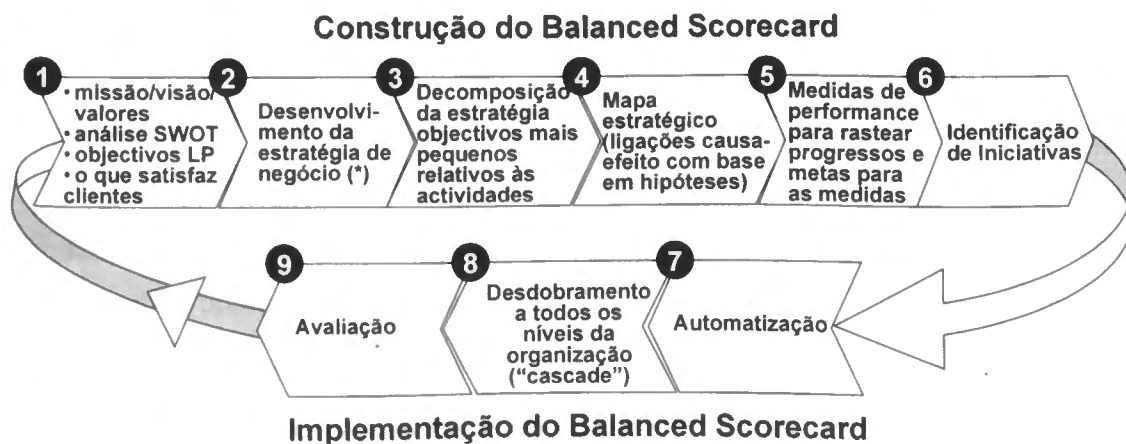 Construção do Balanced Scorecard
1
• missão/visão/
valores
• análise SWOT
• objectivos LP
• o que satisfaz
clientes
2
Desenvolvi-
mento da
estratégia de
negócio (*)
3
Decomposição
da estratégia
objectivos mais
pequenos
relativos às
actividades
4
Mapa
estratégico
(ligações causa-
efeito com base
em hipóteses)
5
Medidas de
performance
para rastear
progressos e
metas para
as medidas
6
Identificação
de Iniciativas
9
Avaliação
8
Desdobramento
a todos os
níveis da
organização
(“cascade”)
7
Automatização
Implementação do Balanced Scorecard